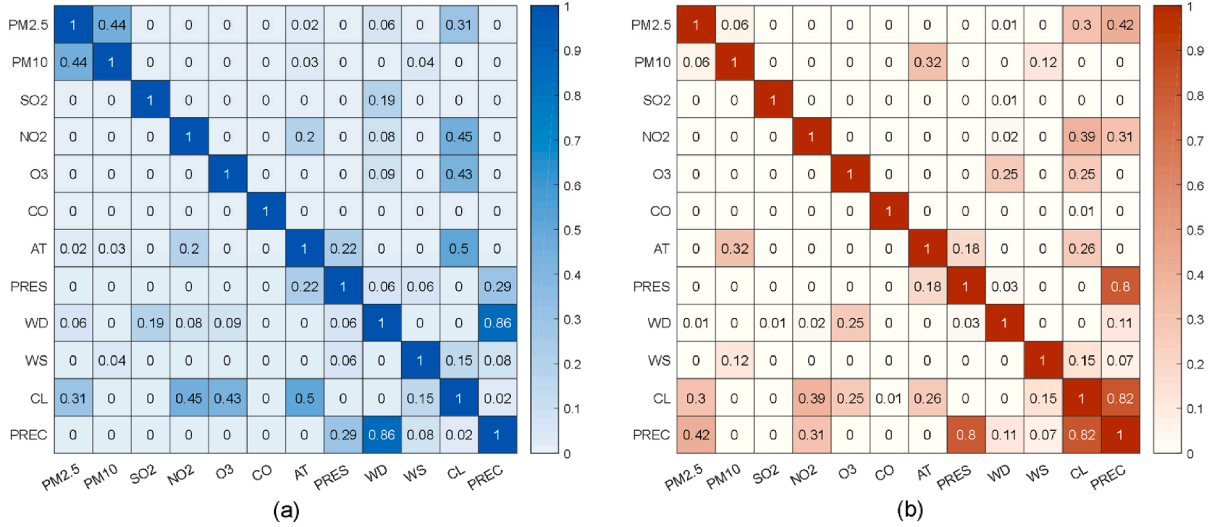 PM2.5 1 0.44 0 0 0 0 0.02 0 0.06 0 0.31 0
PM10 0.44 1 0 0 0 0 0.03 0 0 0.04 0 0
SO2 0 0 1 0 0 0 0 0 0.19 0 0 0
NO2 0 0 0 1 0 0 0.2 0 0.08 0 0.45 0
O3 0 0 0 0 1 0 0 0 0.09 0 0.43 0
CO 0 0 0 0 0 1 0 0 0 0 0 0
AT 0.02 0.03 0 0.2 0 0 1 0.22 0 0 0.5 0
PRES 0 0 0 0 0 0 0.22 1 0.06 0.06 0 0.29
WD 0.06 0 0.19 0.08 0.09 0 0 0.06 1 0 0 0.86
WS 0 0.04 0 0 0 0 0 0.06 0 1 0.15 0.08
CL 0.31 0 0 0.45 0.43 0 0.5 0 0 0.15 1 0.02
PREC 0 0 0 0 0 0 0 0.29 0.86 0.08 0.02 1
PM2.5 PM10 SO2 NO2 O3 CO AT PRES WD WS CL PREC
1
0.9
0.8
0.7
0.6
0.5
0.4
0.3
0.2
0.1
0
(a)
PM2.5 1 0.06 0 0 0 0 0 0 0.01 0 0.3 0.42
PM10 0.06 1 0 0 0 0 0.32 0 0 0.12 0 0
SO2 0 0 1 0 0 0 0 0 0.01 0 0 0
NO2 0 0 0 1 0 0 0 0 0.02 0 0.39 0.31
O3 0 0 0 0 1 0 0 0 0.25 0 0.25 0
CO 0 0 0 0 0 1 0 0 0 0 0.01 0
AT 0 0.32 0 0 0 0 1 0.18 0 0 0.26 0
PRES 0 0 0 0 0 0 0.18 1 0.03 0 0 0.8
WD 0.01 0 0.01 0.02 0.25 0 0 0.03 1 0 0 0.11
WS 0 0.12 0 0 0 0 0 0 0 1 0.15 0.07
CL 0.3 0 0 0.39 0.25 0.01 0.26 0 0 0.15 1 0.82
PREC 0.42 0 0 0.31 0 0 0 0.8 0.11 0.07 0.82 1
PM2.5 PM10 SO2 NO2 O3 CO AT PRES WD WS CL PREC
1
0.9
0.8
0.7
0.6
0.5
0.4
0.3
0.2
0.1
0
(b)